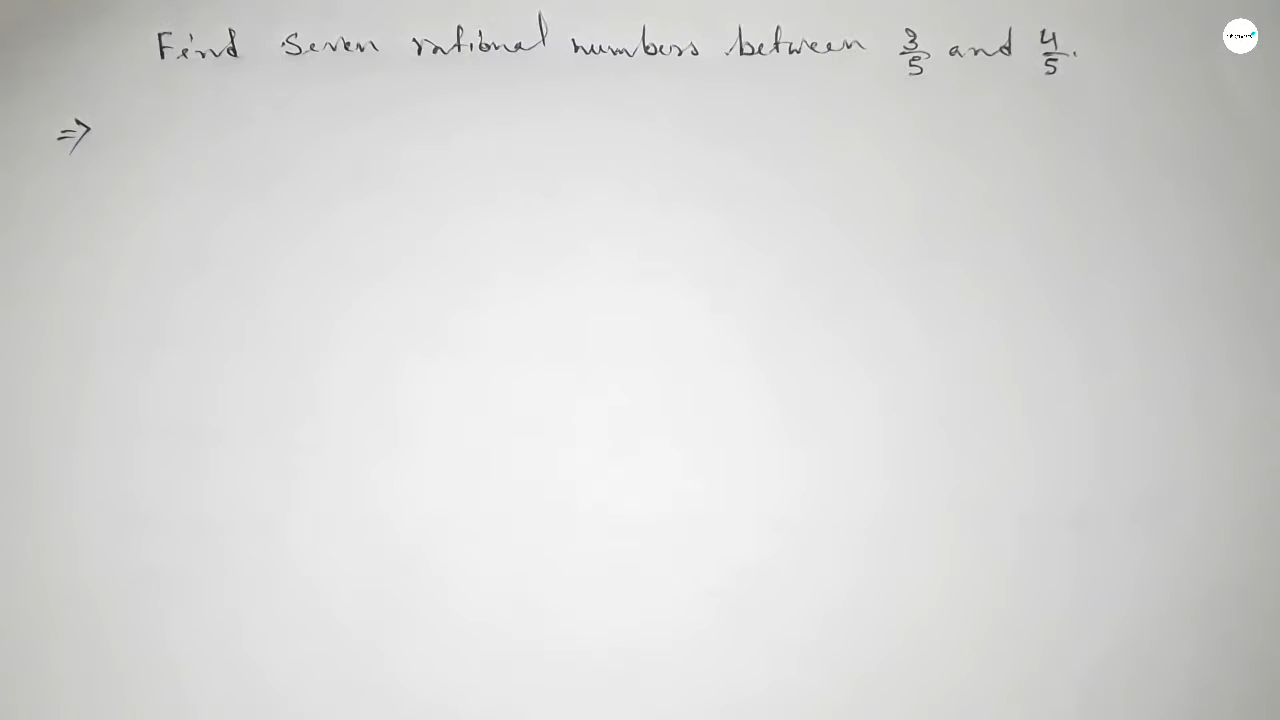 Find seven rational numbers between 3/5 and 4/5.
⇒